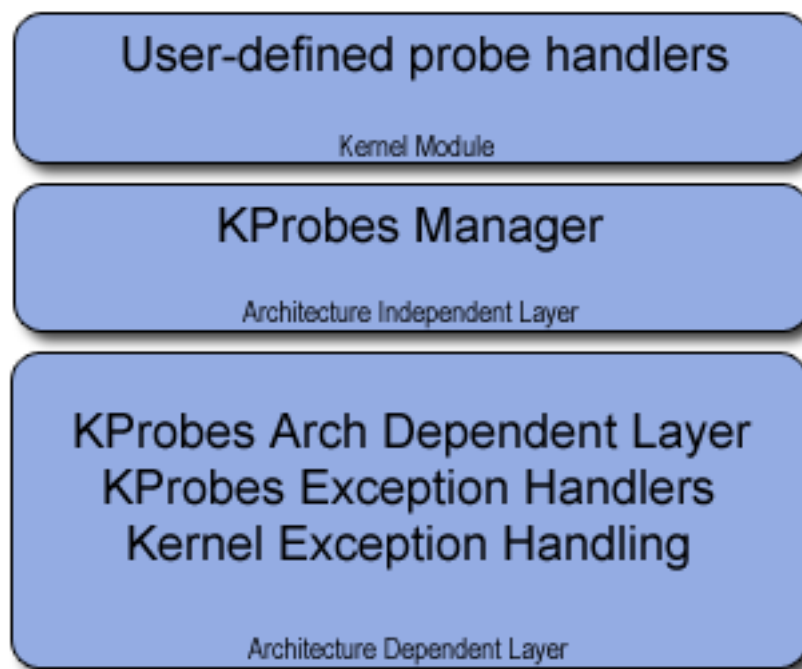 User-defined probe handlers
Kernel Module
KProbes Manager
Architecture Independent Layer
KProbes Arch Dependent Layer
KProbes Exception Handlers
Kernel Exception Handling
Architecture Dependent Layer